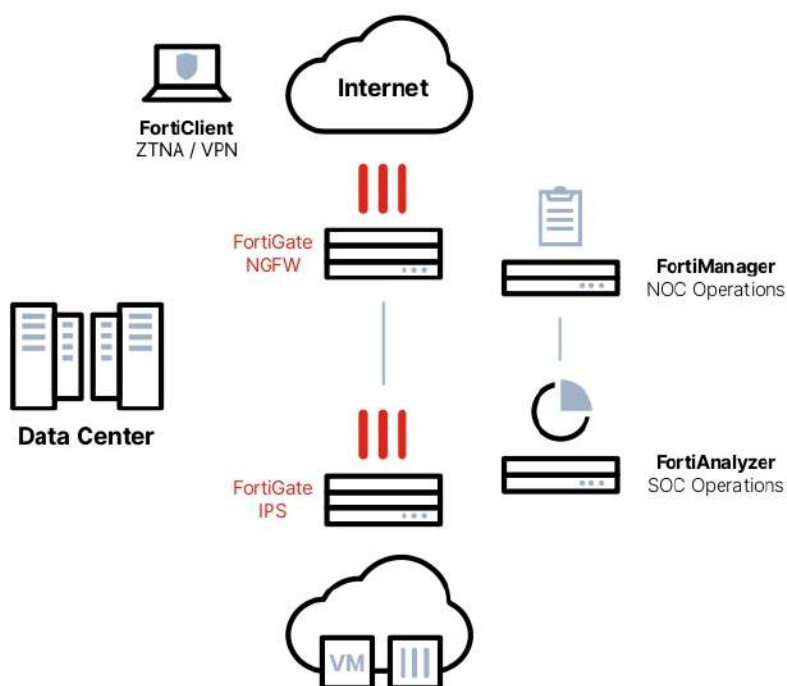 Internet
FortiClient
ZTNA / VPN
FortiGate
NGFW
FortiManager
NOC Operations
Data Center
FortiGate
IPS
FortiAnalyzer
SOC Operations
VM